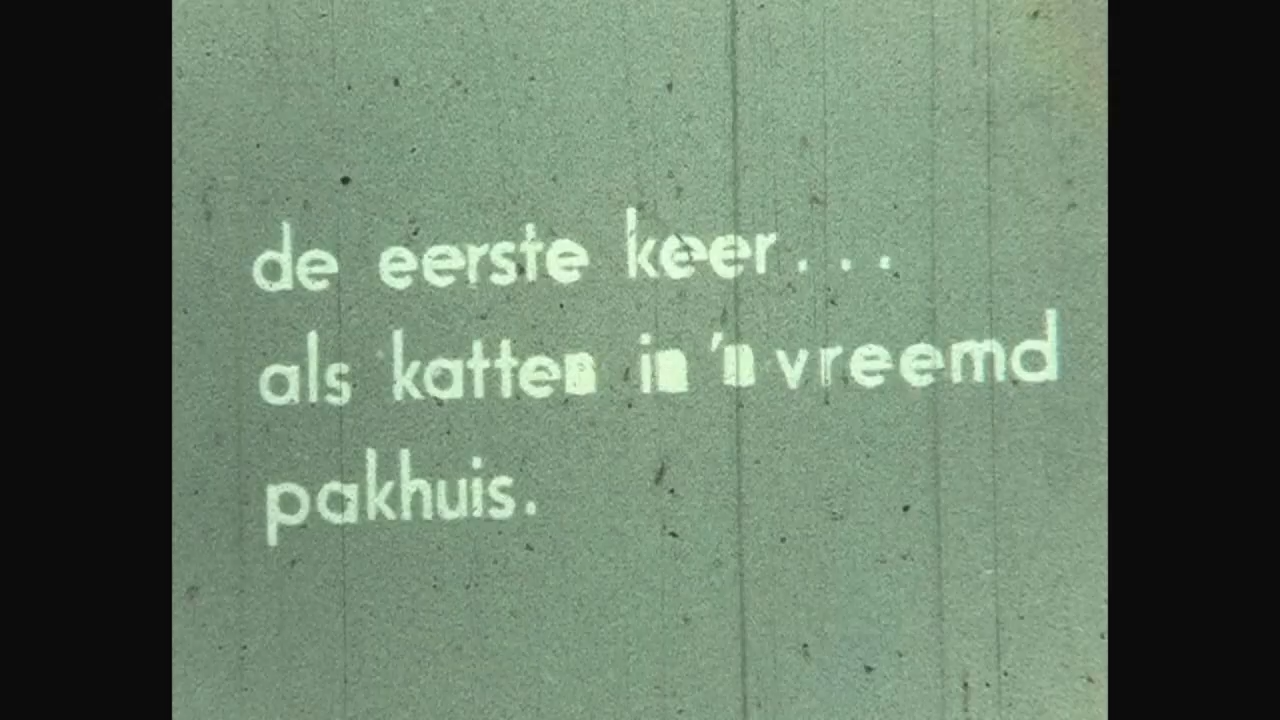 de eerste keer...
als katten in 'n vreemd
pakhuis.